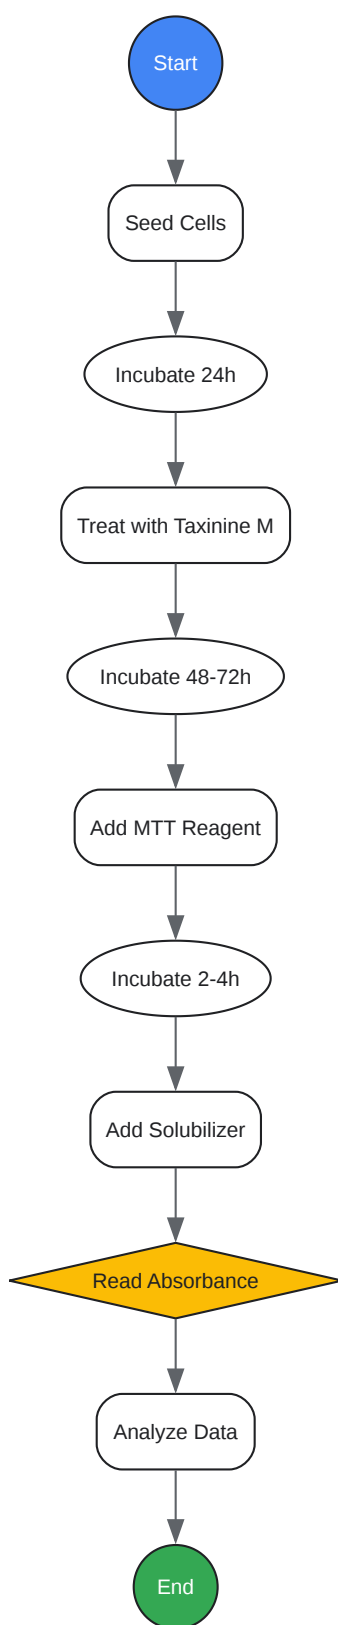 Start
Seed Cells
Incubate 24h
Treat with Taxinine M
Incubate 48-72h
Add MTT Reagent
Incubate 2-4h
Add Solubilizer
Read Absorbance
Analyze Data
End